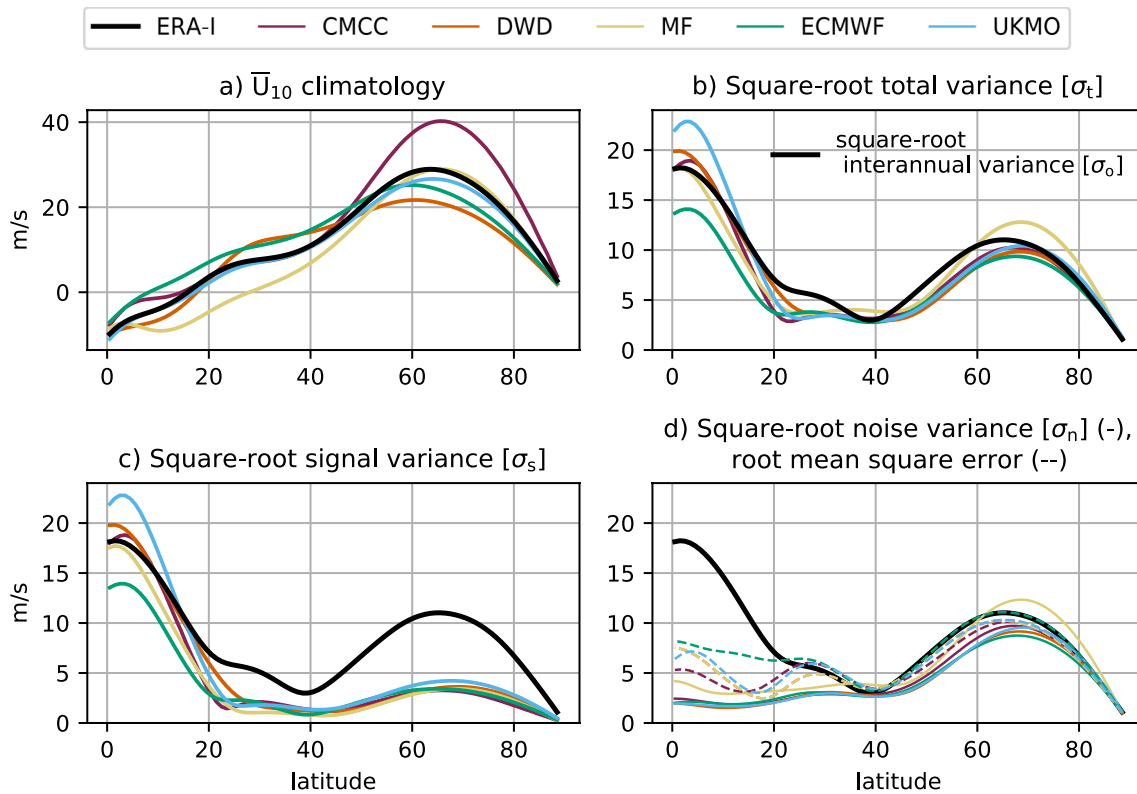 ERA-I CMCC DWD MF ECMWF UKMO
a) U̅₁₀ climatology
b) Square-root total variance [σₜ]
40
20
0
m/s
0 20 40 60 80
square-root
interannual variance [σₒ]
20
15
10
5
0
0 20 40 60 80
c) Square-root signal variance [σₛ]
d) Square-root noise variance [σₙ] (-),
root mean square error (--)
20
15
10
5
0
m/s
0 20 40 60 80
latitude
20
15
10
5
0
0 20 40 60 80
latitude